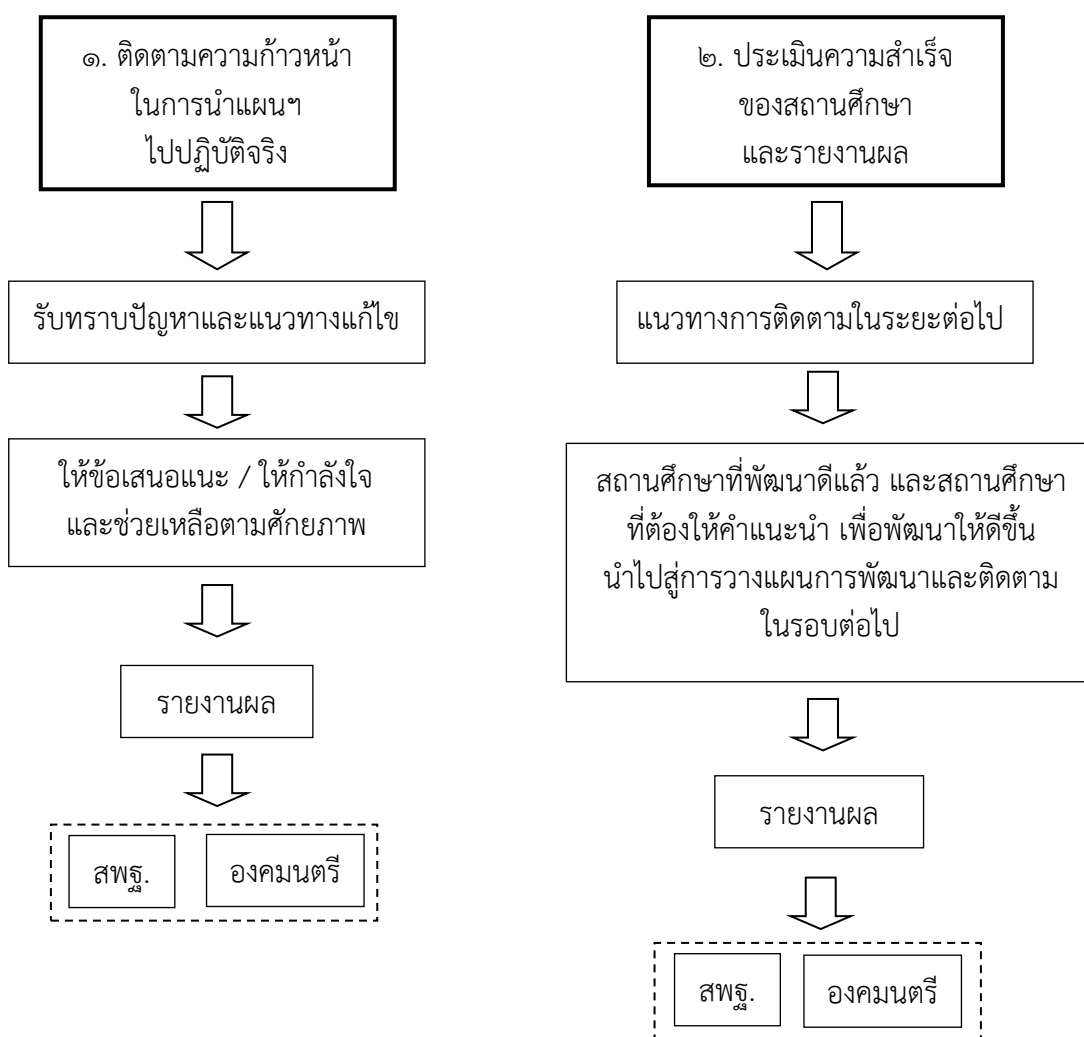 ๑. ติดตามความก้าวหน้า
ในการนำแผนฯ
ไปปฏิบัติจริง
รับทราบปัญหาและแนวทางแก้ไข
ให้ข้อเสนอแนะ / ให้กำลังใจ
และช่วยเหลือตามศักยภาพ
รายงานผล
สพฐ.
องคมนตรี
๒. ประเมินความสำเร็จ
ของสถานศึกษา
และรายงานผล
แนวทางการติดตามในระยะต่อไป
สถานศึกษาที่พัฒนาดีแล้ว และสถานศึกษา
ที่ต้องให้คำแนะนำ เพื่อพัฒนาให้ดีขึ้น
นำไปสู่การวางแผนการพัฒนาและติดตาม
ในรอบต่อไป
รายงานผล
สพฐ.
องคมนตรี